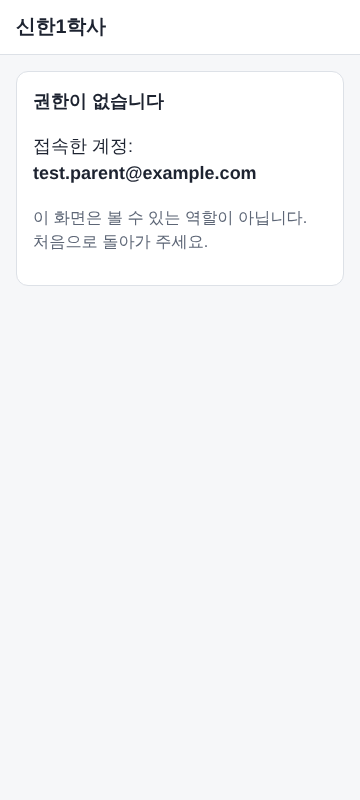 신한1학사
권한이 없습니다
접속한 계정:
test.parent@example.com
이 화면은 볼 수 있는 역할이 아닙니다.
처음으로 돌아가 주세요.